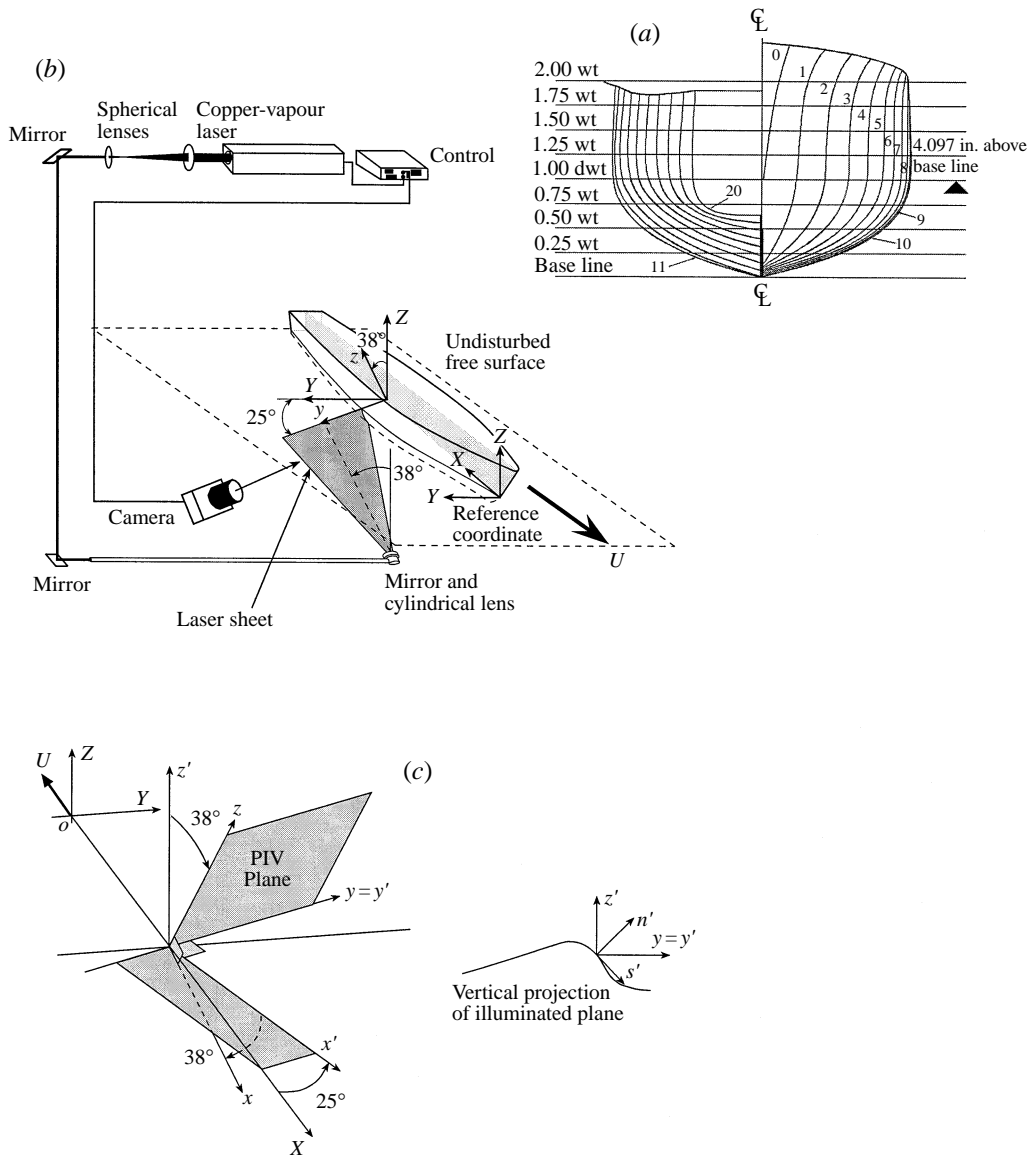 (a)
℄
0
1
2
3
4
5
6
7
8
9
10
11
20
2.00 wt
1.75 wt
1.50 wt
1.25 wt
1.00 dwt
0.75 wt
0.50 wt
0.25 wt
Base line
4.097 in. above
base line
℄
(b)
Spherical
lenses
Copper-vapour
laser
Mirror
Control
Z
38°
z
Undisturbed
free surface
Y
25°
y
38°
Z
X
Y
Camera
Reference
coordinate
U
Mirror
Mirror and
cylindrical lens
Laser sheet
(c)
U
Z
Y
o
z'
38°
z
PIV
Plane
y = y'
38°
x'
x
25°
X
z'
n'
y = y'
s'
Vertical projection
of illuminated plane